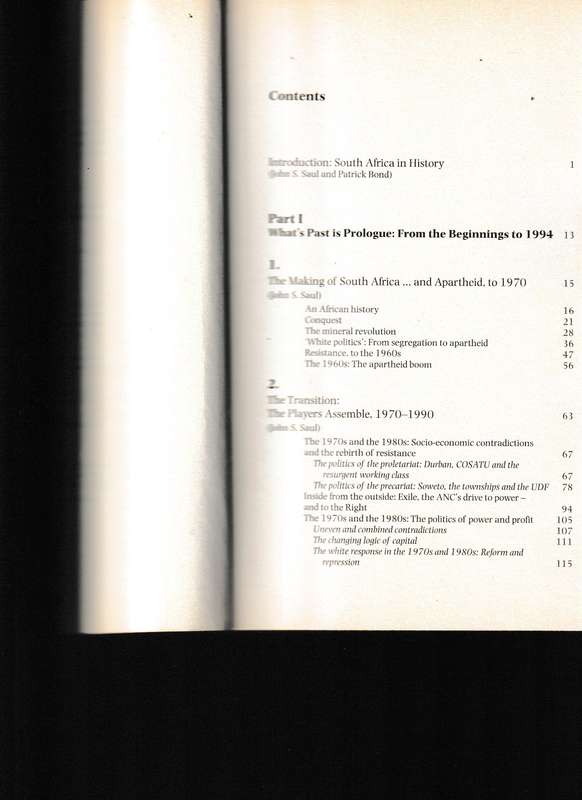 Contents
Introduction: South Africa in History 1
(John S. Saul and Patrick Bond)
Part I
What's Past is Prologue: From the Beginnings to 1994 13
1.
The Making of South Africa ... and Apartheid, to 1970 15
(John S. Saul)
An African history 16
Conquest 21
The mineral revolution 28
'White politics': From segregation to apartheid 36
Resistance, to the 1960s 47
The 1960s: The apartheid boom 56
2.
The Transition:
The Players Assemble, 1970–1990 63
(John S. Saul)
The 1970s and the 1980s: Socio-economic contradictions
and the rebirth of resistance 67
The politics of the proletariat: Durban, COSATU and the
resurgent working class 67
The politics of the precariat: Soweto, the townships and the UDF 78
Inside from the outside: Exile, the ANC's drive to power –
and to the Right 94
The 1970s and the 1980s: The politics of power and profit 105
Uneven and combined contradictions 107
The changing logic of capital 111
The white response in the 1970s and 1980s: Reform and
repression 115